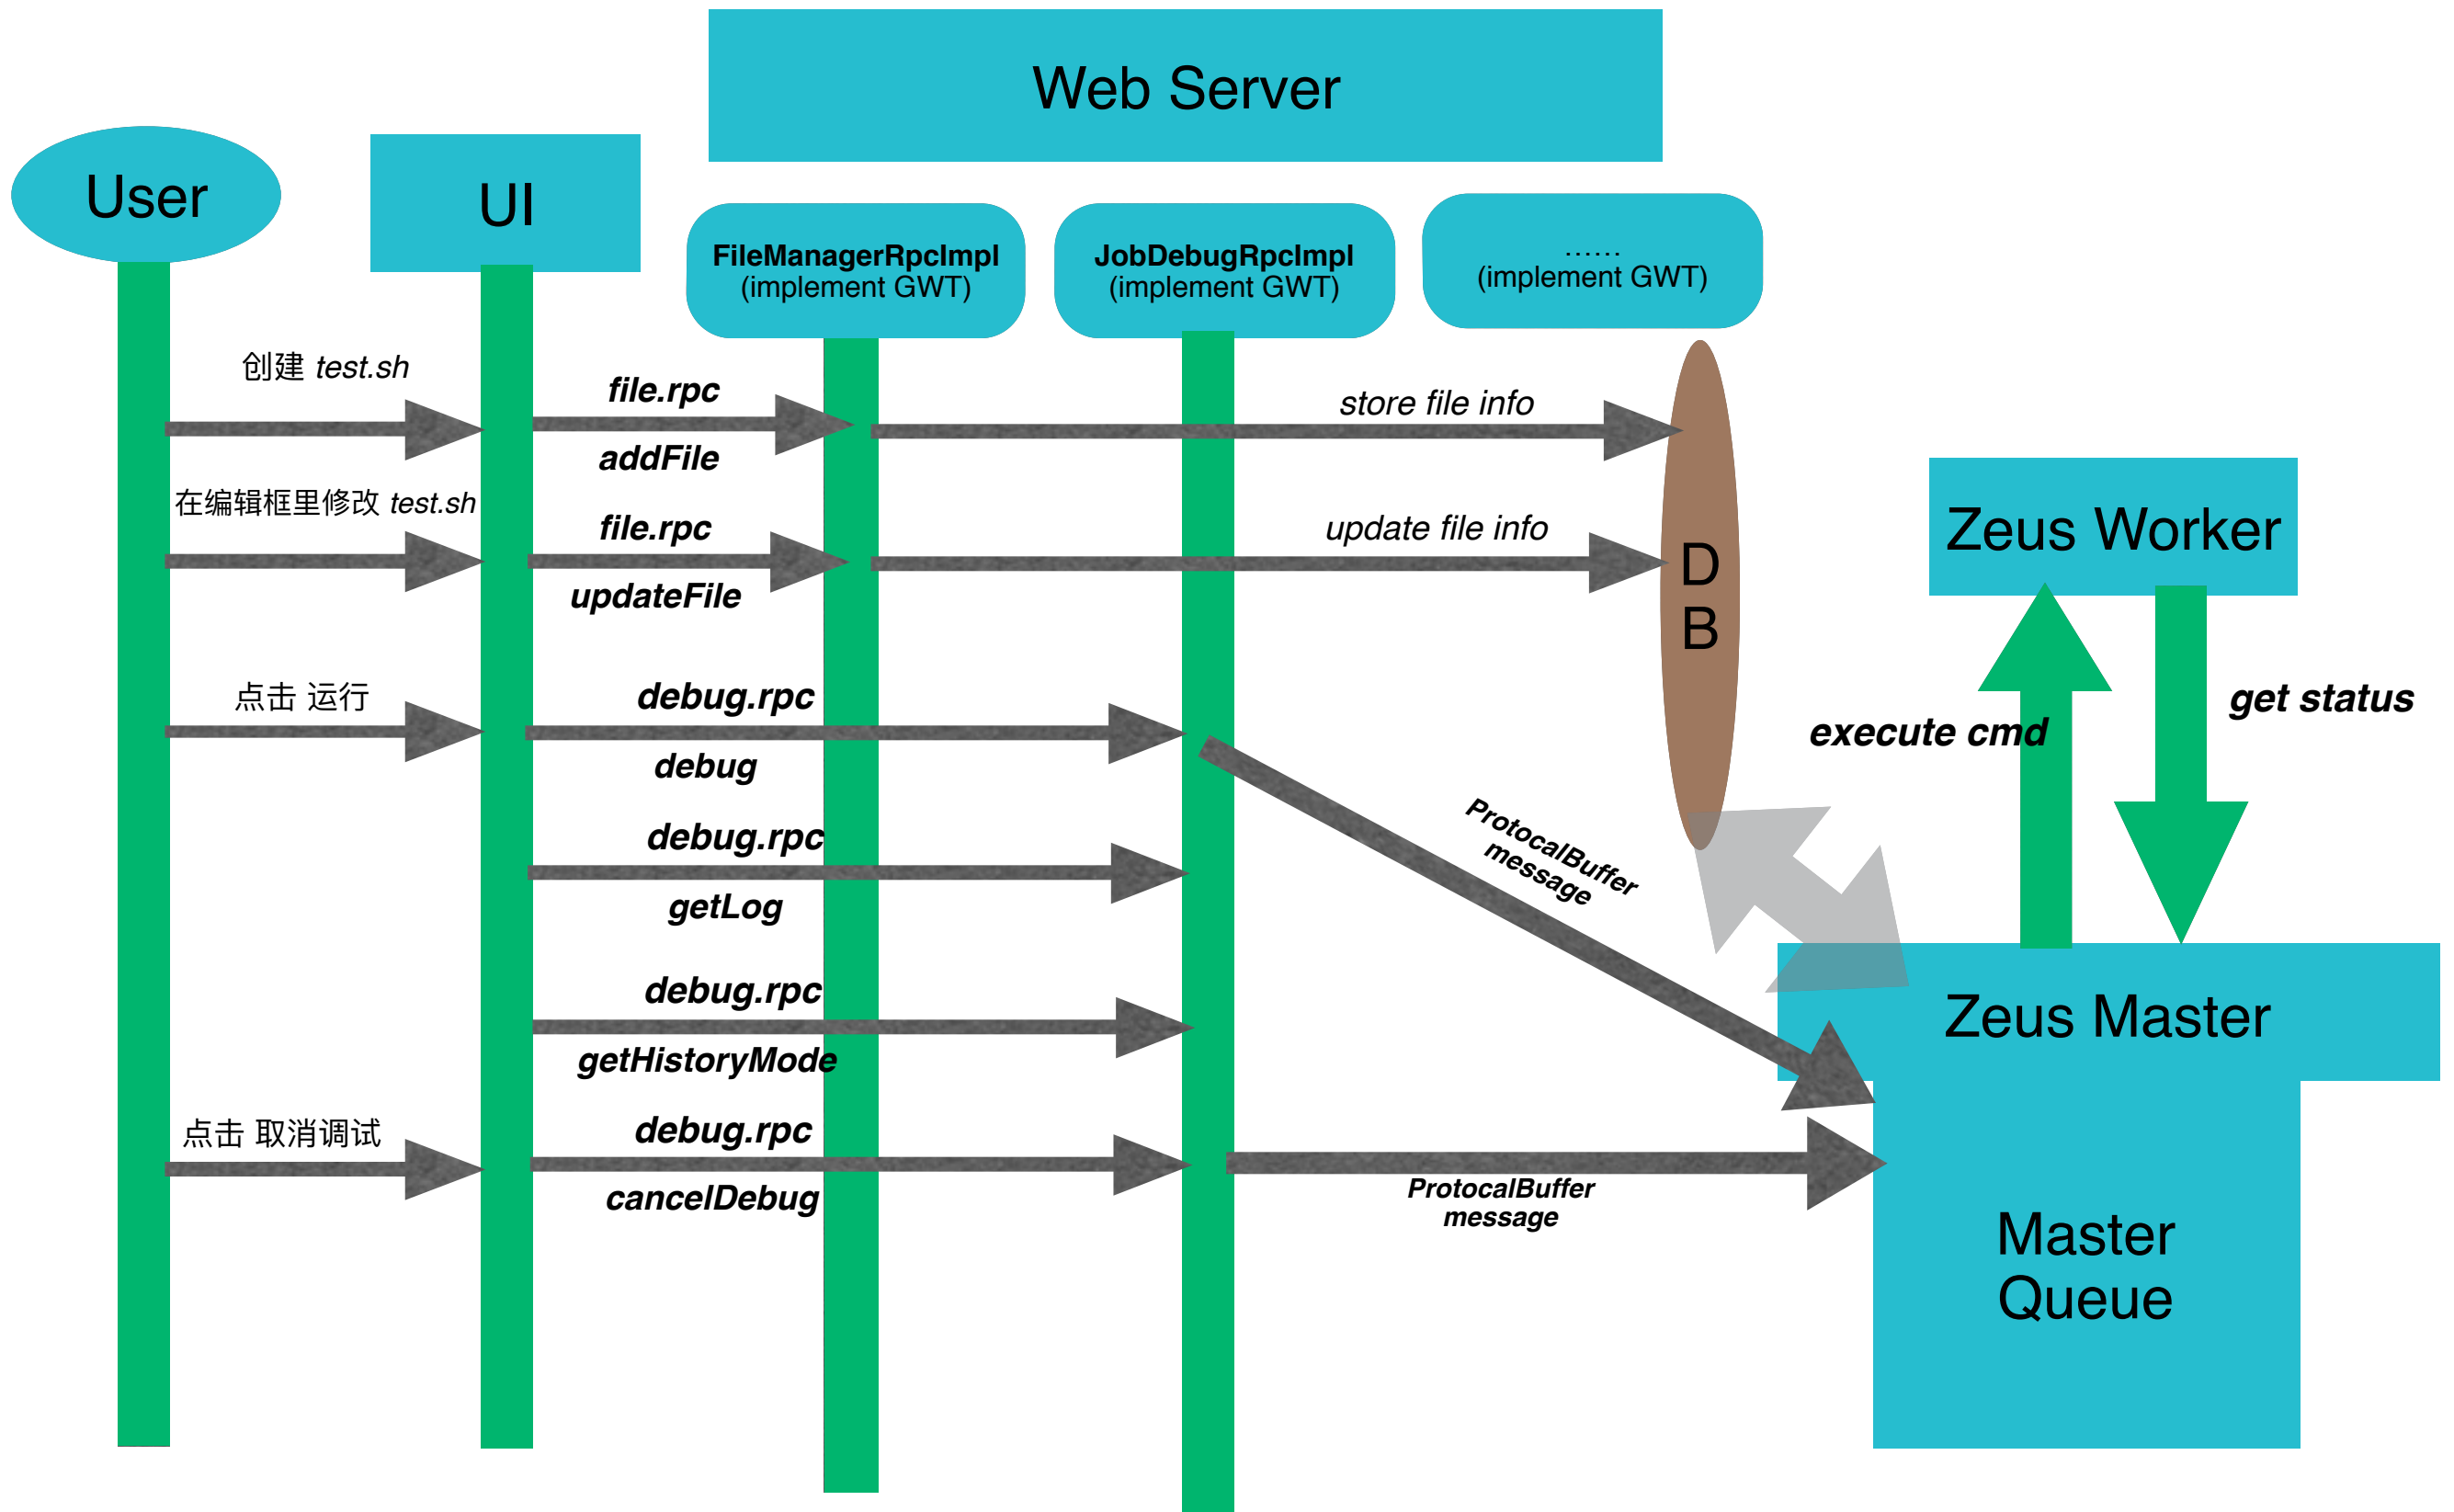 Web Server
User
UI
FileManagerRpcImpl
(implement GWT)
JobDebugRpcImpl
(implement GWT)
......
(implement GWT)
创建 test.sh
file.rpc
addFile
store file info
在编辑框里修改 test.sh
file.rpc
updateFile
update file info
D
B
Zeus Worker
点击 运行
debug.rpc
debug
ProtocalBuffer
message
execute cmd
get status
debug.rpc
getLog
debug.rpc
getHistoryMode
Zeus Master
点击 取消调试
debug.rpc
cancelDebug
ProtocalBuffer
message
Master
Queue